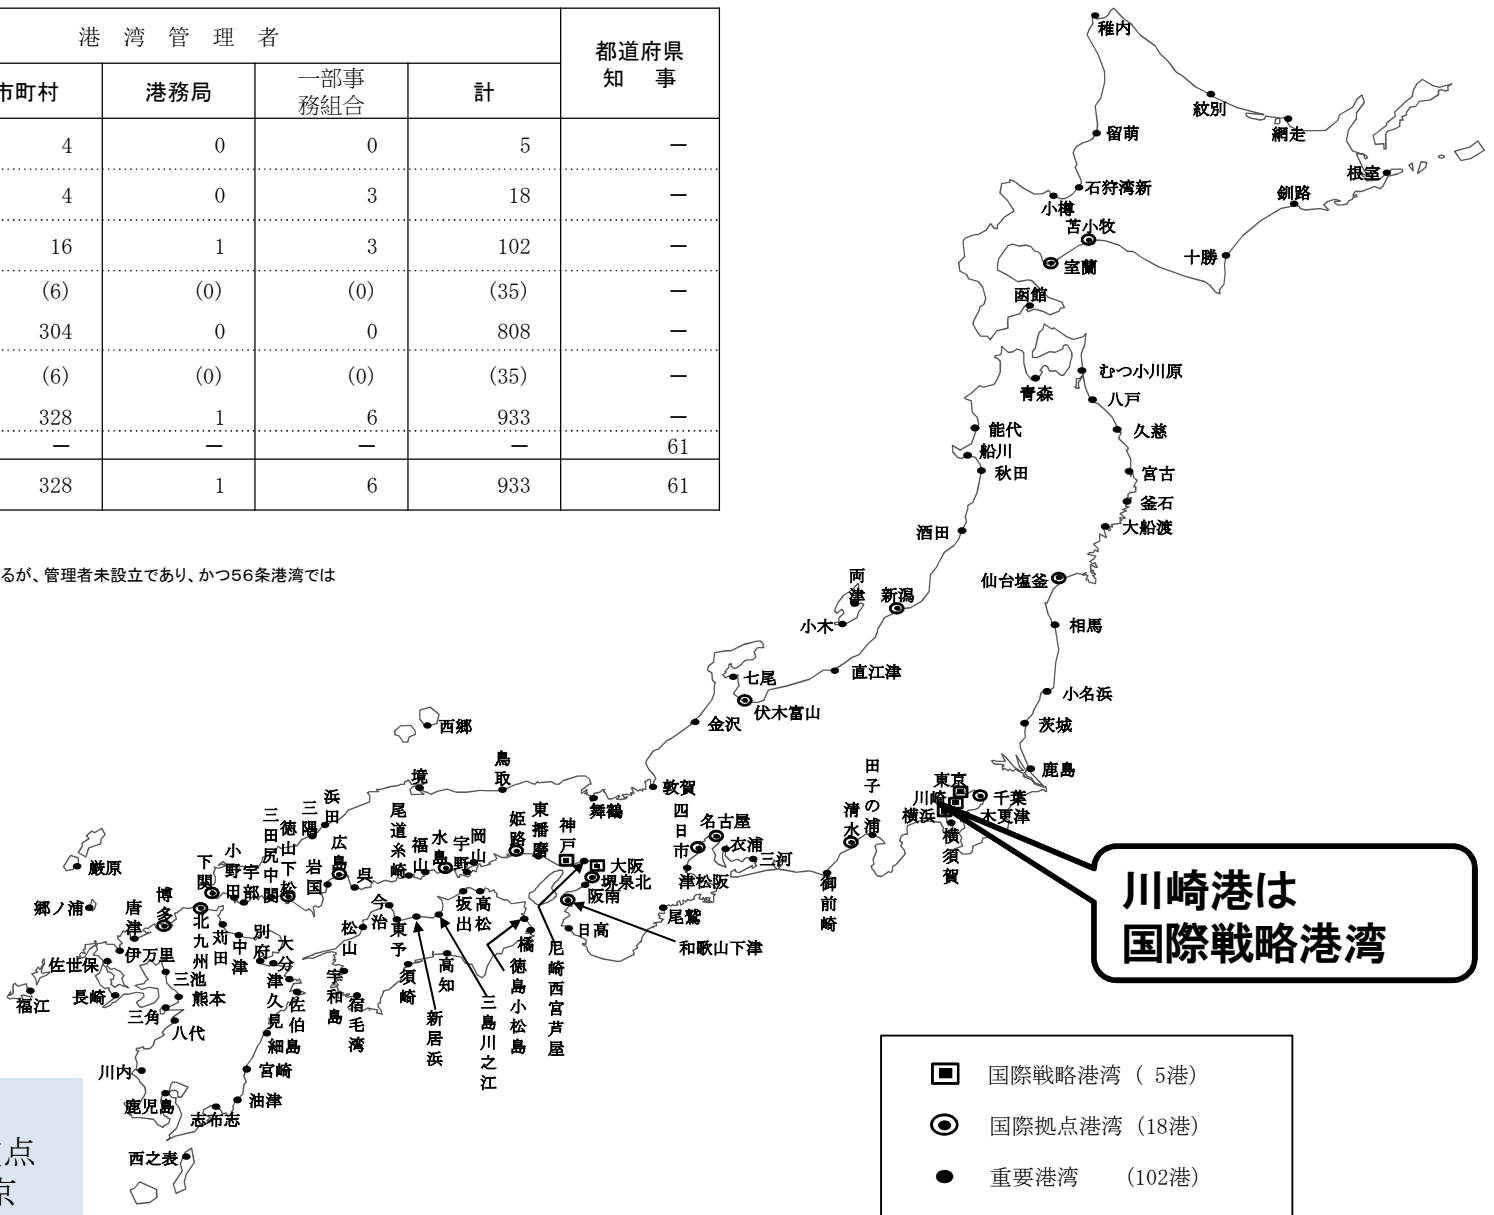 港 湾 管 理 者
都道府県
知 事
市町村
港務局
一部事
務組合
計
4 0 0 5 －
4 0 3 18 －
16 1 3 102 －
(6) (0) (0) (35) －
304 0 0 808 －
(6) (0) (0) (35) －
328 1 6 933 －
－ － － － 61
328 1 6 933 61
るが、管理者未設立であり、かつ56条港湾では
稚内
紋別
網走
留萌
根室
石狩湾新
釧路
小樽
苫小牧
十勝
室蘭
函館
むつ小川原
青森
八戸
能代
久慈
船川
秋田
宮古
釜石
大船渡
酒田
仙台塩釜
両津
新潟
小木
相馬
直江津
七尾
小名浜
伏木富山
金沢
茨城
西郷
鹿島
鳥取
境
敦賀
舞鶴
田子の浦
東京
川崎
千葉
横浜
木更津
横須賀
清水
四日市
名古屋
衣浦
三河
御前崎
津松阪
尾鷲
浜田
三隅
三田尻中関
徳山下松
広島
岩国
呉
尾道糸崎
福山
水島
宇野
岡山
姫路
東播磨
神戸
大阪
堺泉北
阪南
日高
和歌山下津
尼崎西宮芦屋
徳島小松島
橘
三島川之江
新居浜
高松
坂出
今治
東予
松山
高知
須崎
宇和島
宿毛湾
小野田
宇部
下関
厳原
郷ノ浦
博多
唐津
北九州
苅田
中津
別府
大分
津久見
佐伯
伊万里
佐世保
三池
長崎
熊本
福江
三角
八代
細島
川内
宮崎
鹿児島
油津
志布志
西之表
川崎港は
国際戦略港湾
国際戦略港湾 ( 5港)
国際拠点港湾 (18港)
重要港湾 (102港)
点
京